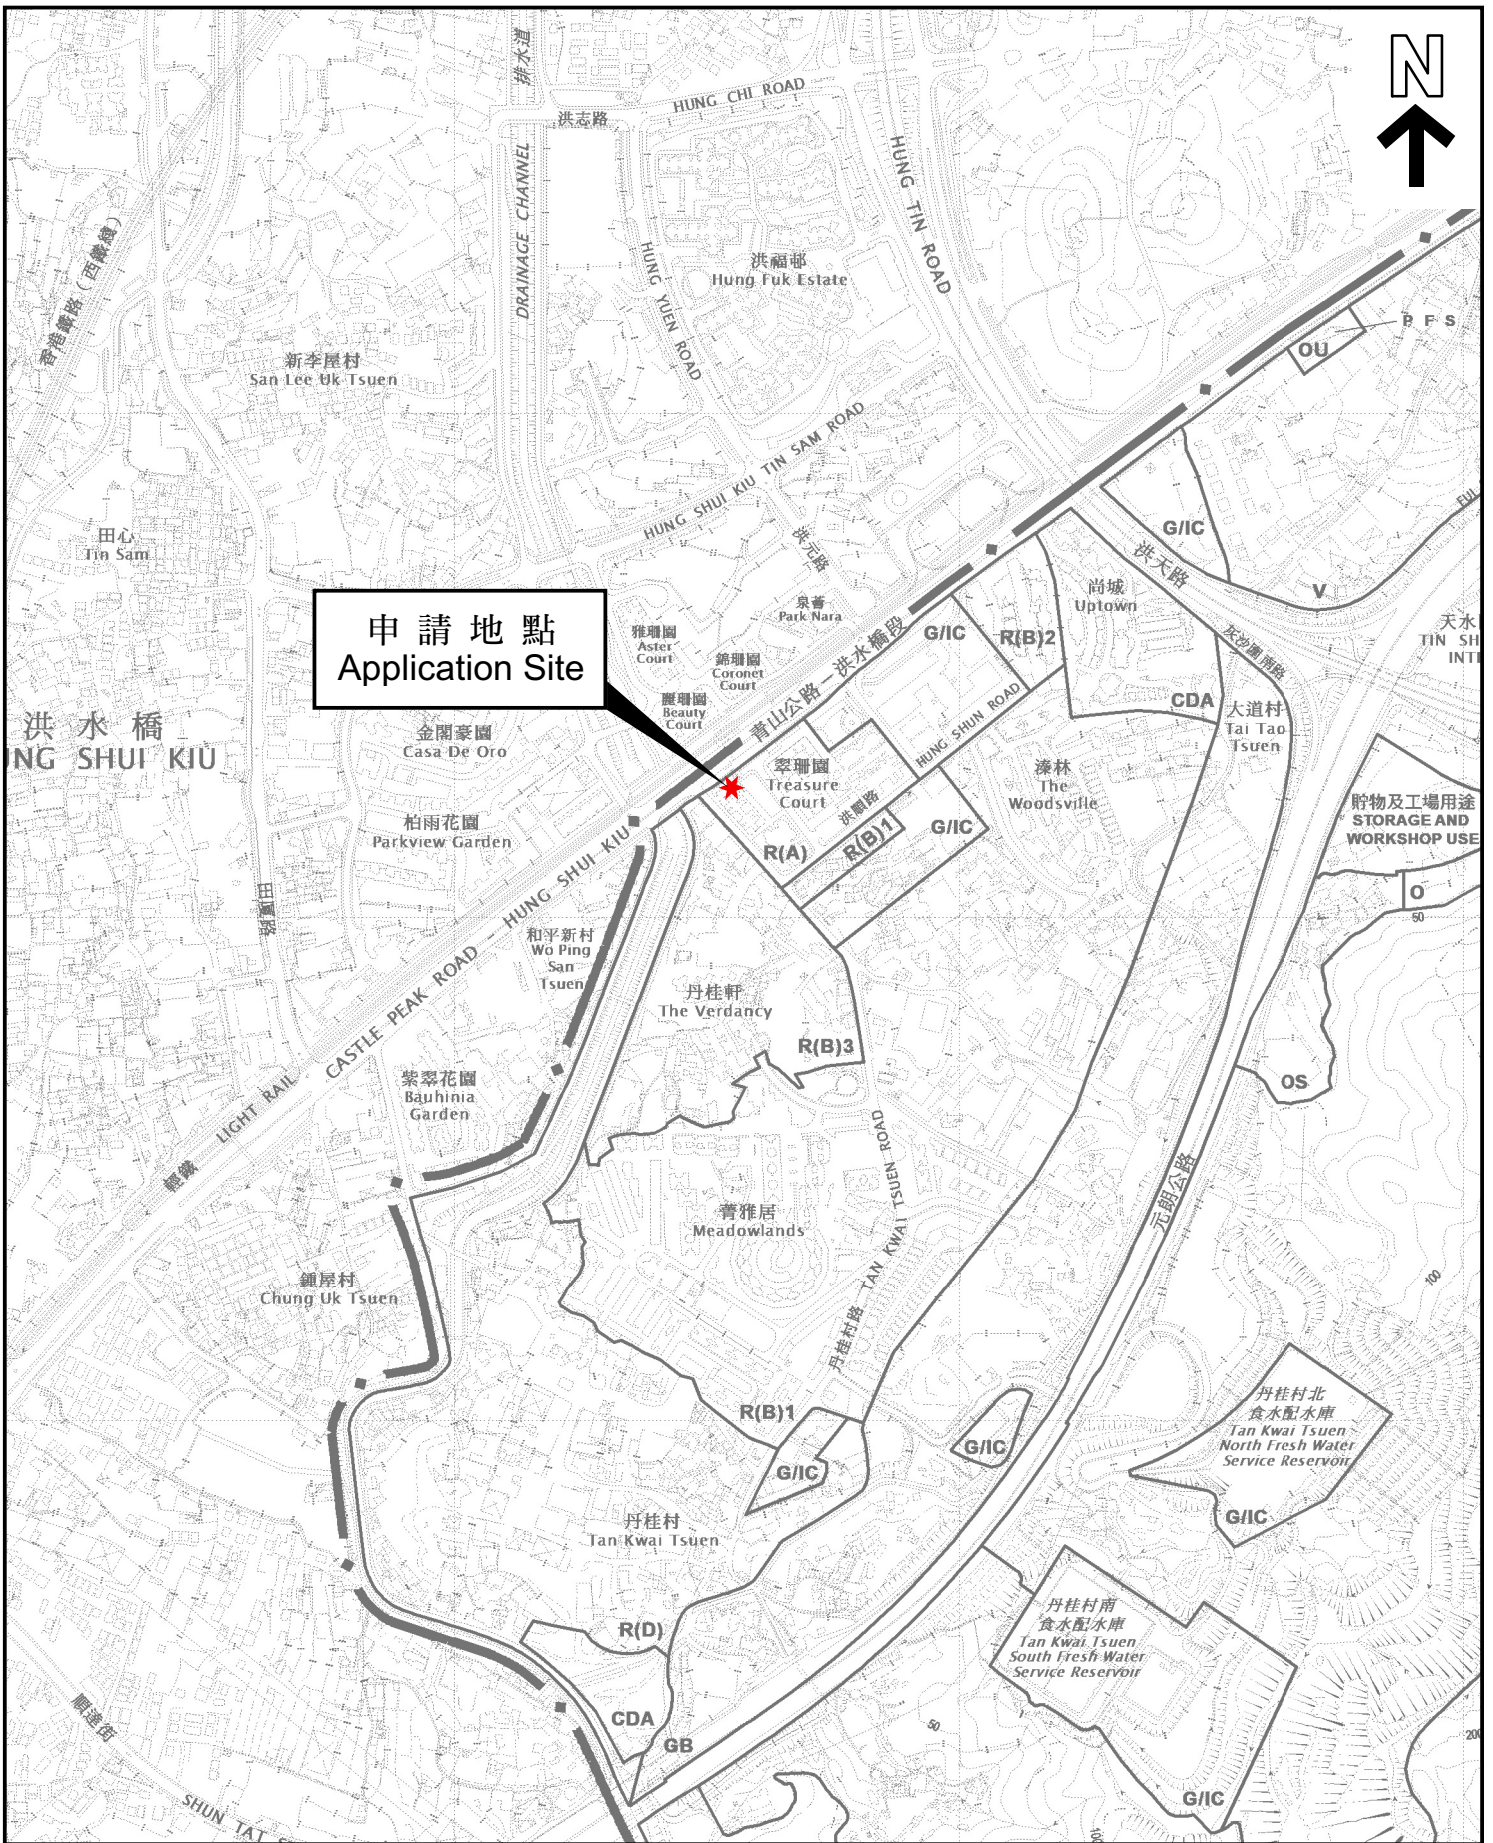 N
排水道
HUNG CHI ROAD
洪志路
DRAINAGE CHANNEL
HUNG TIN ROAD
香港鐵路（西鐵綫）
洪福邨
Hung Fuk Estate
HUNG YUEN ROAD
P F S
OU
新李屋村
San Lee Uk Tsuen
HUNG SHUI KIU TIN SAM ROAD
田心
Tin Sam
洪元路
G/IC
洪天路
V
申請地點
Application Site
雅珊園
Aster
Court
泉薈
Park Nara
尚城
Uptown
G/IC
R(B)2
錦珊園
Coronet
Court
麗珊園
Beauty
Court
青山公路－洪水橋段
CDA
大道村
Tai Tao
Tsuen
洪水橋
UNG SHUI KIU
金閣豪園
Casa De Oro
HUNG SHUN ROAD
翠珊園
Treasure
Court
溱林
The
Woodsville
洪順路
柏雨花園
Parkview Garden
R(A)
R(B)1
G/IC
貯物及工場用途
STORAGE AND
WORKSHOP USE
O
50
田廈路
和平新村
Wo Ping
San
Tsuen
CASTLE PEAK ROAD - HUNG SHUI KIU
丹桂軒
The Verdancy
R(B)3
OS
紫翠花園
Bauhinia
Garden
輕鐵
LIGHT RAIL
TAN KWAI TSUEN ROAD
丹桂村路
菁雅居
Meadowlands
元朗公路
鍾屋村
Chung Uk Tsuen
100
R(B)1
G/IC
G/IC
丹桂村北
食水配水庫
Tan Kwai Tsuen
North Fresh Water
Service Reservoir
G/IC
丹桂村
Tan Kwai Tsuen
R(D)
丹桂村南
食水配水庫
Tan Kwai Tsuen
South Fresh Water
Service Reservoir
CDA
GB
50
順達街
SHUN TAT
G/IC